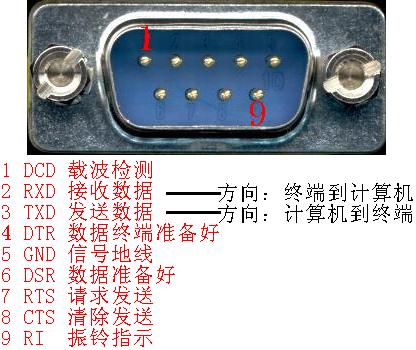 1
9
1 DCD 载波检测
2 RXD 接收数据 方向: 终端到计算机
3 TXD 发送数据 方向: 计算机到终端
4 DTR 数据终端准备好
5 GND 信号地线
6 DSR 数据准备好
7 RTS 请求发送
8 CTS 清除发送
9 RI 振铃指示